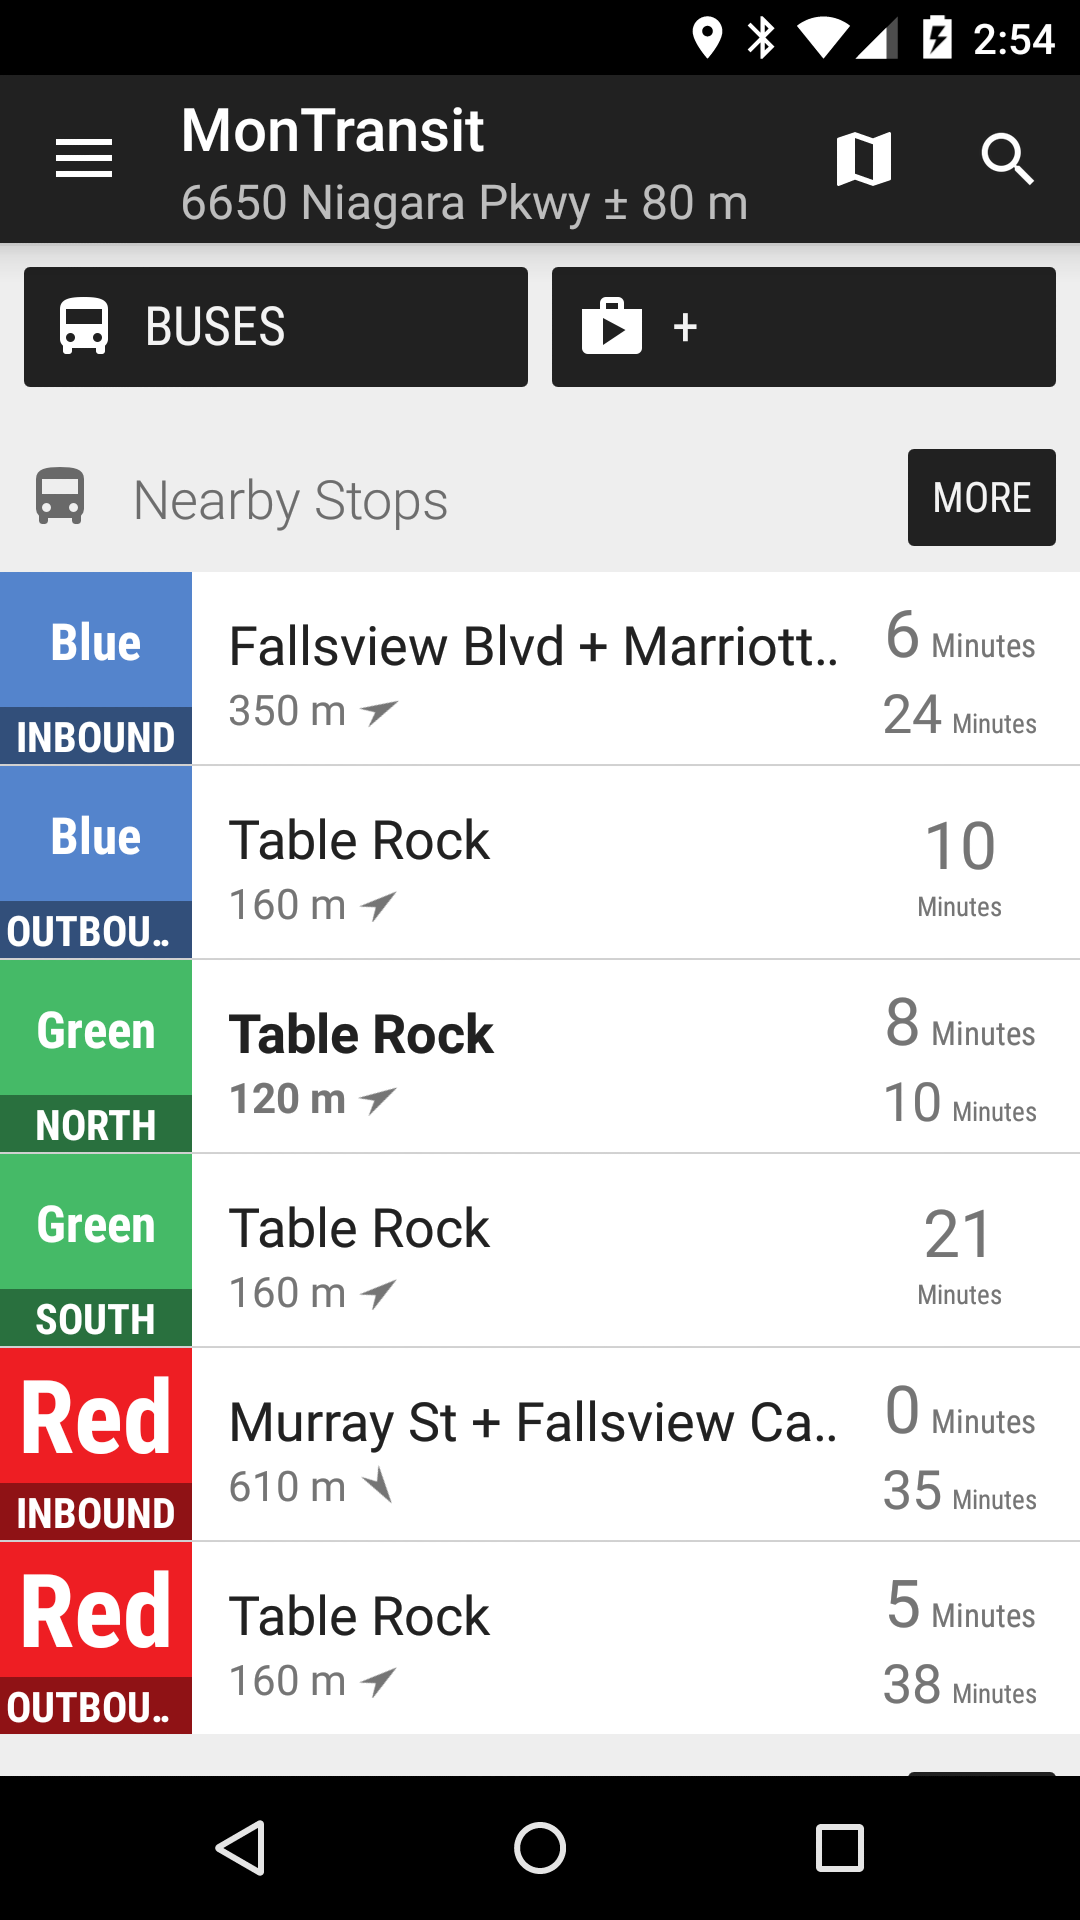 2:54
MonTransit
6650 Niagara Pkwy ± 80 m
BUSES
+
Nearby Stops
MORE
Blue
INBOUND
Fallsview Blvd + Marriott..
350 m
6 Minutes
24 Minutes
Blue
OUTBOU..
Table Rock
160 m
10
Minutes
Green
NORTH
Table Rock
120 m
8 Minutes
10 Minutes
Green
SOUTH
Table Rock
160 m
21
Minutes
Red
INBOUND
Murray St + Fallsview Ca..
610 m
0 Minutes
35 Minutes
Red
OUTBOU..
Table Rock
160 m
5 Minutes
38 Minutes